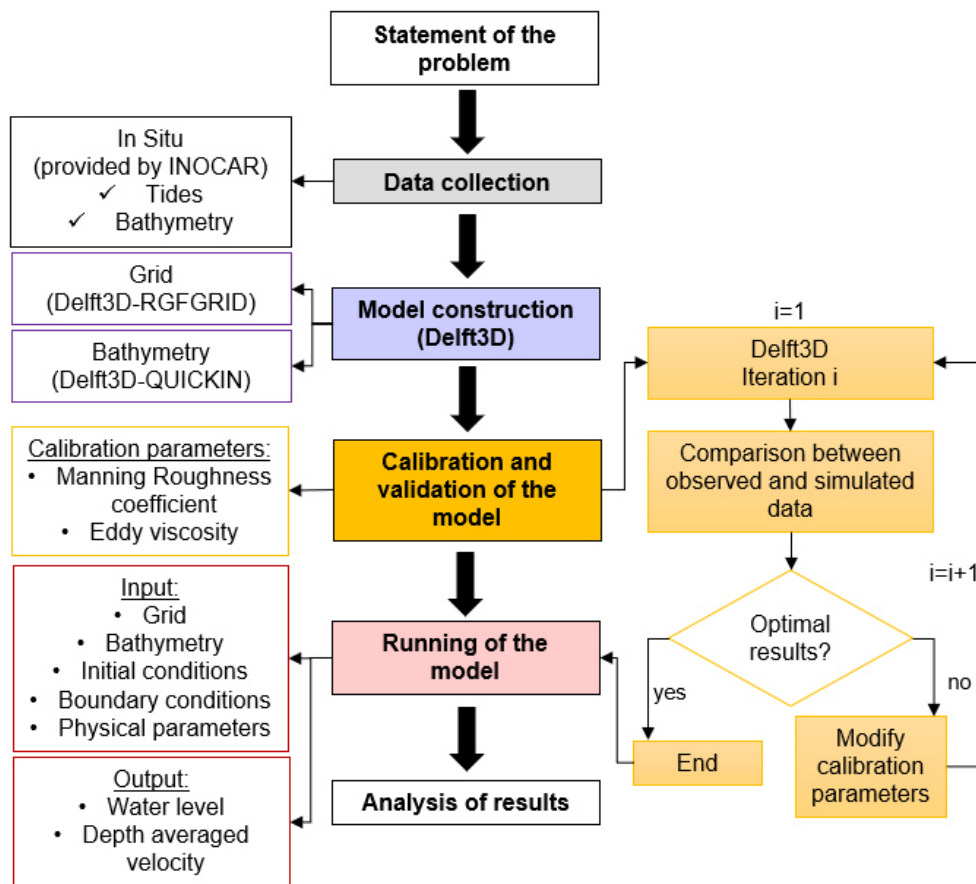 Statement of the
problem
In Situ
(provided by INOCAR)
✓ Tides
✓ Bathymetry
Data collection
Grid
(Delft3D-RGFGRID)
Bathymetry
(Delft3D-QUICKIN)
Model construction
(Delft3D)
i=1
Delft3D
Iteration i
Calibration parameters:
• Manning Roughness
coefficient
• Eddy viscosity
Calibration and
validation of the
model
Comparison between
observed and simulated
data
i=i+1
Optimal
results?
yes
no
Input:
• Grid
• Bathymetry
• Initial conditions
• Boundary conditions
• Physical parameters
Running of the
model
End
Modify
calibration
parameters
Output:
• Water level
• Depth averaged
velocity
Analysis of results